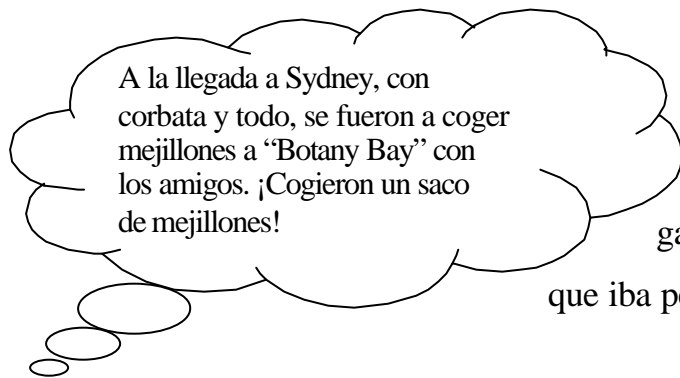 A la llegada a Sydney, con
corbata y todo, se fueron a coger
mejillones a “Botany Bay” con
los amigos. ¡Cogieron un saco
de mejillones!
que iba